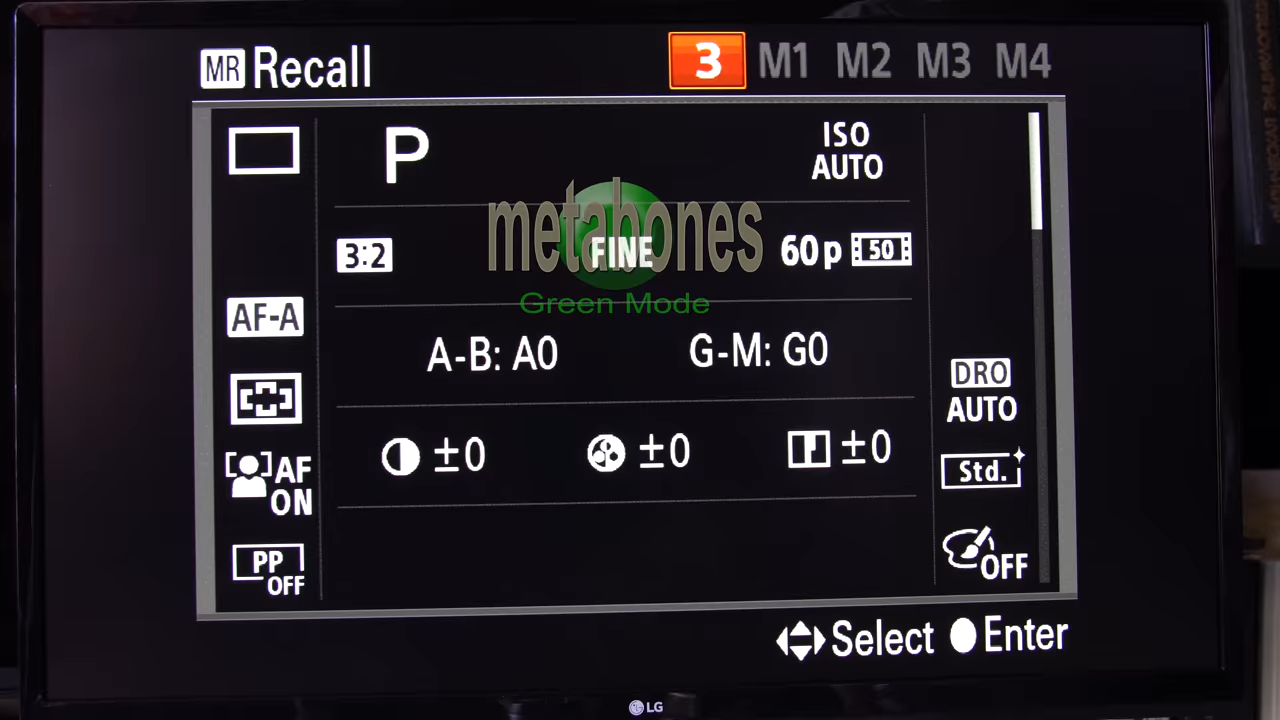 MR Recall 3 M1 M2 M3 M4
P ISO AUTO
metabones
3:2 FINE 60p 50
Green Mode
AF-A
A-B: A0 G-M: G0
DRO AUTO
±0 ±0 ±0
Std.
AF ON
PP OFF
OFF
Select Enter
LG